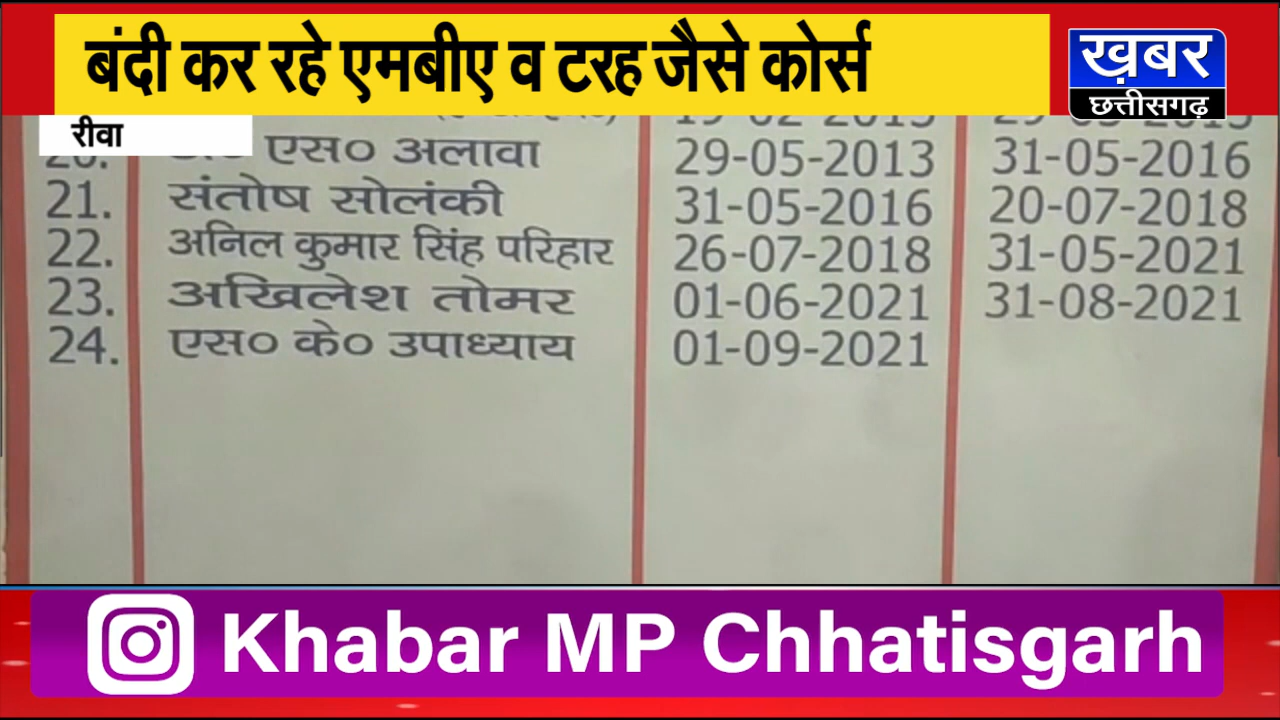 बंदी कर रहे एमबीए व टरह जैसे कोर्स
ख़बर
छत्तीसगढ़
रीवा
एस० अलावा 29-05-2013 31-05-2016
21. संतोष सोलंकी 31-05-2016 20-07-2018
22. अनिल कुमार सिंह परिहार 26-07-2018 31-05-2021
23. अखिलेश तोमर 01-06-2021 31-08-2021
24. एस० के० उपाध्याय 01-09-2021
Khabar MP Chhatisgarh